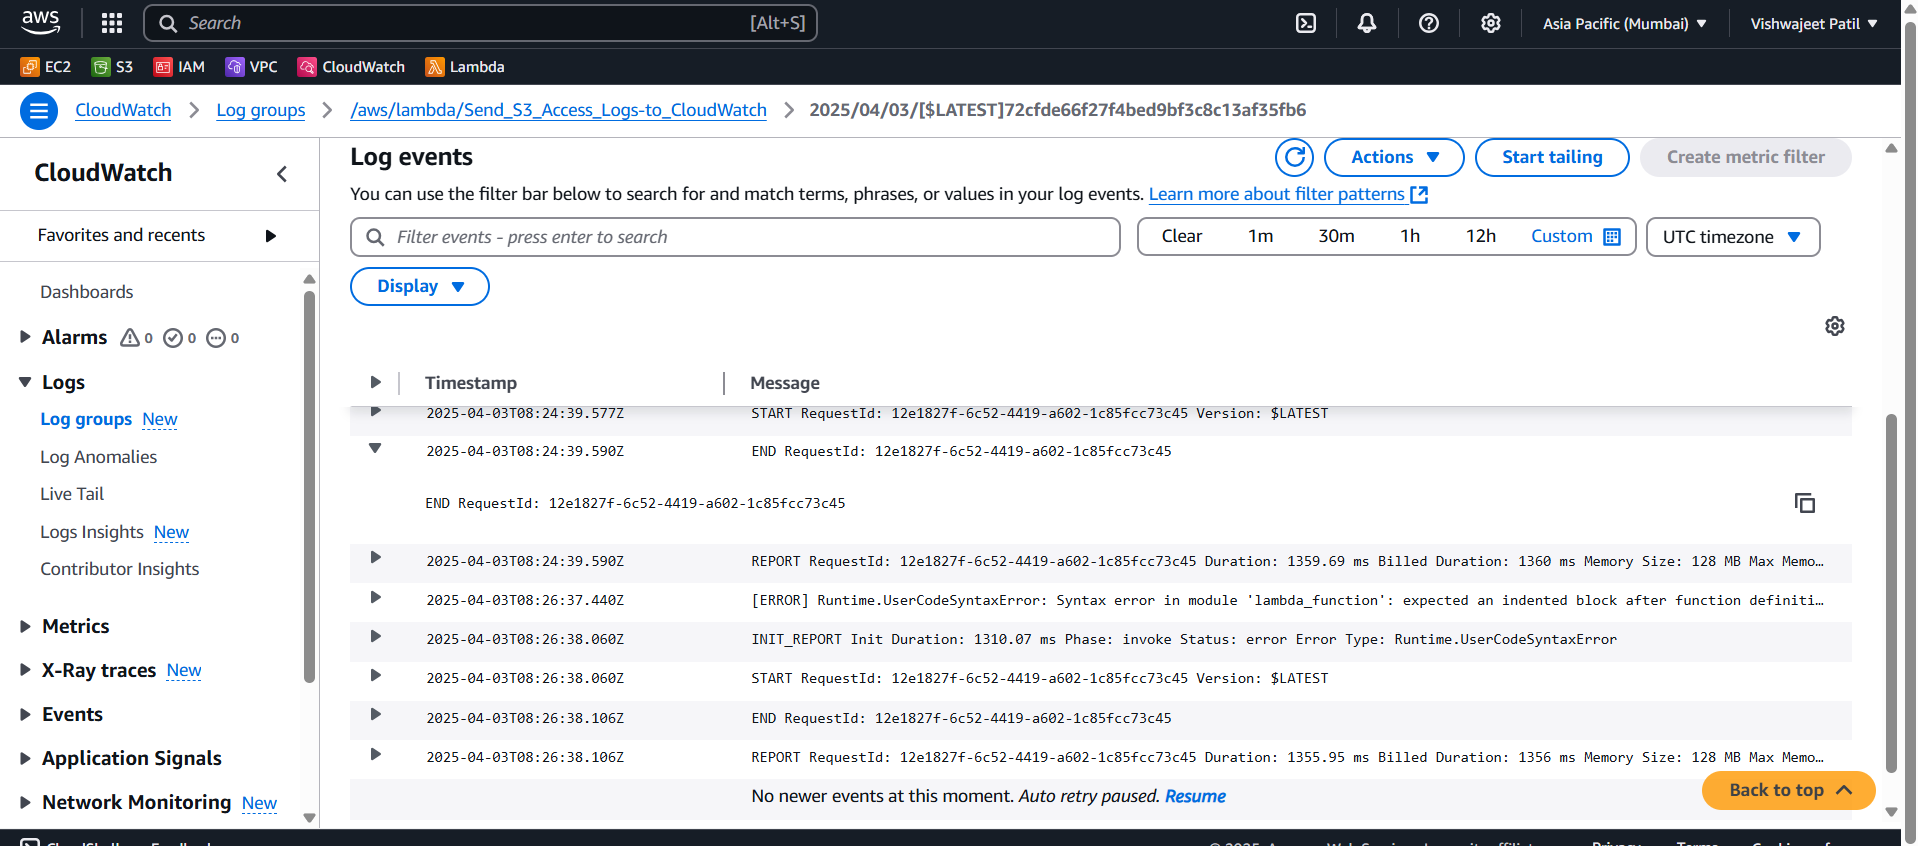 aws
Search [Alt+S] Asia Pacific (Mumbai) Vishwajeet Patil
EC2 S3 IAM VPC CloudWatch Lambda
CloudWatch Log groups /aws/lambda/Send_S3_Access_Logs-to_CloudWatch 2025/04/03/[$LATEST]72cfde66f27f4bed9bf3c8c13af35fb6
CloudWatch
Favorites and recents
Dashboards
Alarms 0 0 0
Logs
Log groups New
Log Anomalies
Live Tail
Logs Insights New
Contributor Insights
Metrics
X-Ray traces New
Events
Application Signals
Network Monitoring New
Log events
Actions Start tailing Create metric filter
You can use the filter bar below to search for and match terms, phrases, or values in your log events. Learn more about filter patterns
Filter events - press enter to search Clear 1m 30m 1h 12h Custom UTC timezone
Display
Timestamp Message
2025-04-03T08:24:39.577Z START RequestId: 12e1827f-6c52-4419-a602-1c85fcc73c45 Version: $LATEST
2025-04-03T08:24:39.590Z END RequestId: 12e1827f-6c52-4419-a602-1c85fcc73c45
END RequestId: 12e1827f-6c52-4419-a602-1c85fcc73c45
2025-04-03T08:24:39.590Z REPORT RequestId: 12e1827f-6c52-4419-a602-1c85fcc73c45 Duration: 1359.69 ms Billed Duration: 1360 ms Memory Size: 128 MB Max Memo…
2025-04-03T08:26:37.440Z [ERROR] Runtime.UserCodeSyntaxError: Syntax error in module 'lambda_function': expected an indented block after function definiti…
2025-04-03T08:26:38.060Z INIT_REPORT Init Duration: 1310.07 ms Phase: invoke Status: error Error Type: Runtime.UserCodeSyntaxError
2025-04-03T08:26:38.060Z START RequestId: 12e1827f-6c52-4419-a602-1c85fcc73c45 Version: $LATEST
2025-04-03T08:26:38.106Z END RequestId: 12e1827f-6c52-4419-a602-1c85fcc73c45
2025-04-03T08:26:38.106Z REPORT RequestId: 12e1827f-6c52-4419-a602-1c85fcc73c45 Duration: 1355.95 ms Billed Duration: 1356 ms Memory Size: 128 MB Max Memo…
No newer events at this moment. Auto retry paused. Resume
Back to top